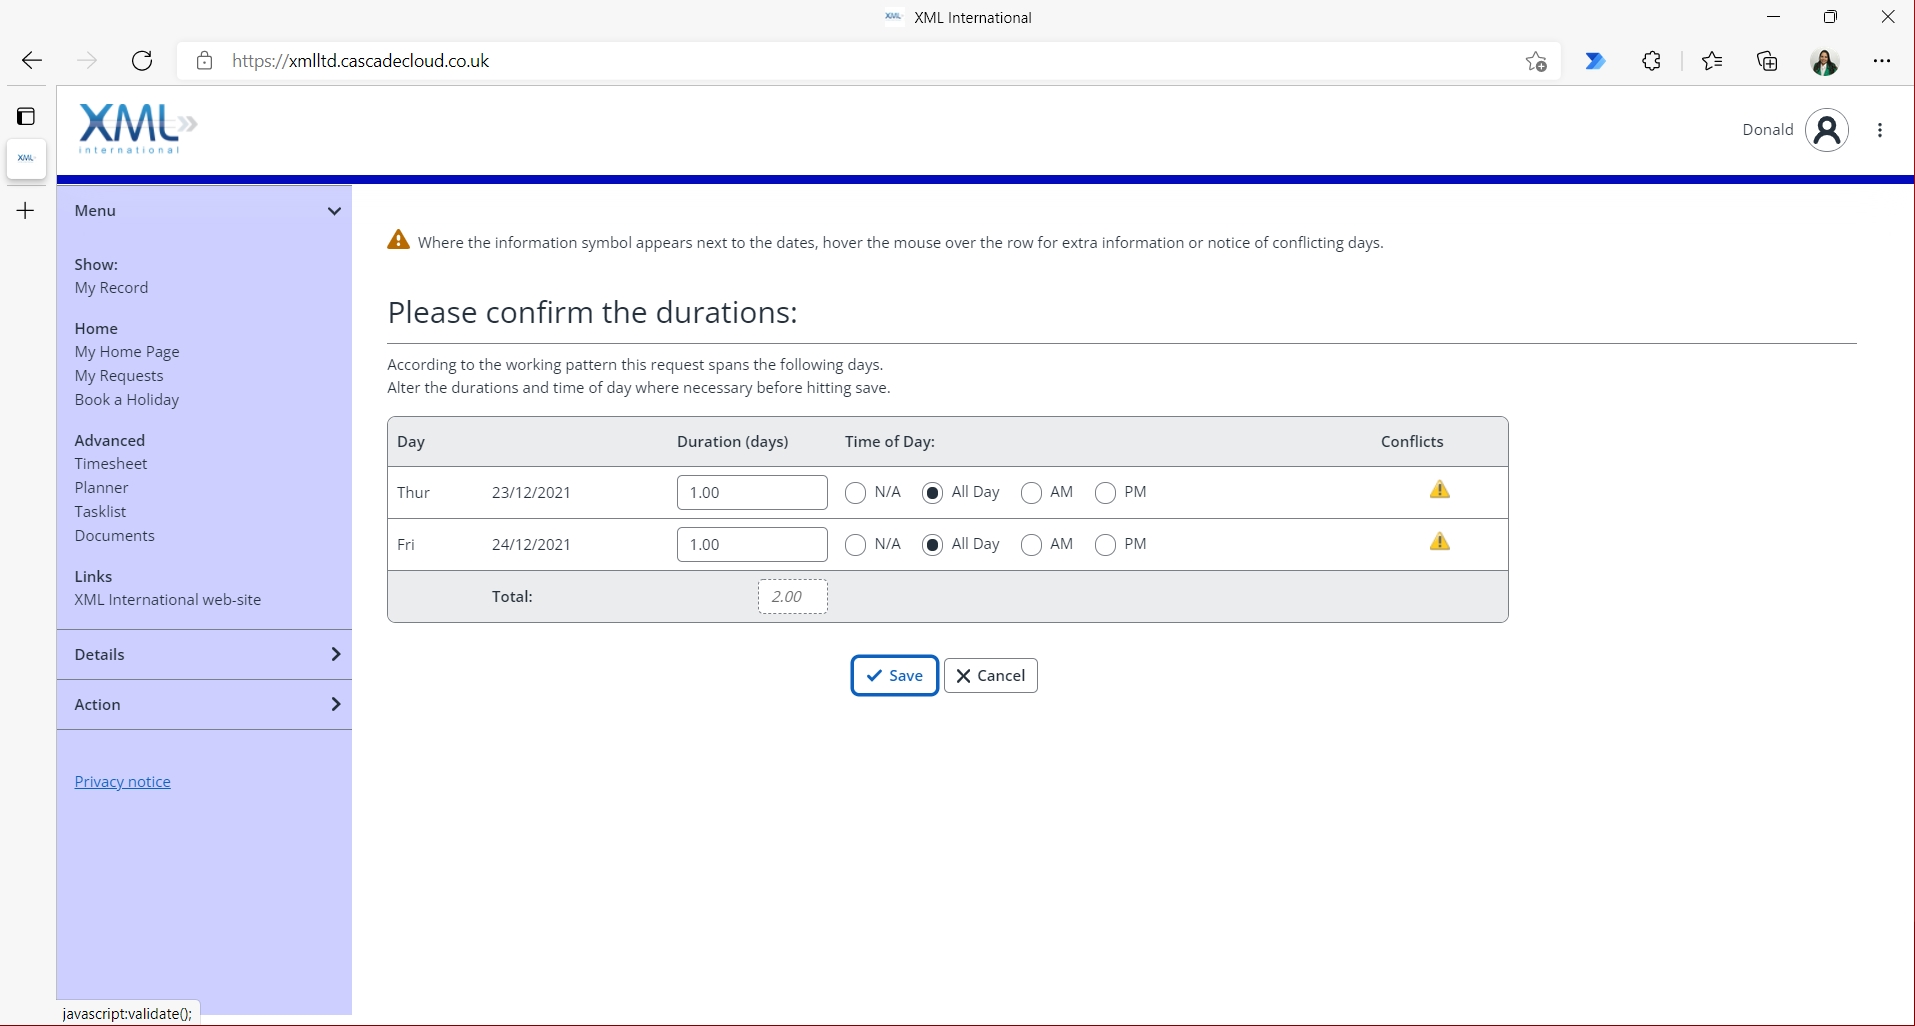 XML XML International
https://xmlltd.cascadecloud.co.uk
XML
international
Donald
XML
Menu
Show:
My Record
Home
My Home Page
My Requests
Book a Holiday
Advanced
Timesheet
Planner
Tasklist
Documents
Links
XML International web-site
Details
Action
Privacy notice
Where the information symbol appears next to the dates, hover the mouse over the row for extra information or notice of conflicting days.
Please confirm the durations:
According to the working pattern this request spans the following days.
Alter the durations and time of day where necessary before hitting save.
Day Duration (days) Time of Day: Conflicts
Thur 23/12/2021 1.00 N/A All Day AM PM
Fri 24/12/2021 1.00 N/A All Day AM PM
Total: 2.00
Save Cancel
javascript:validate();